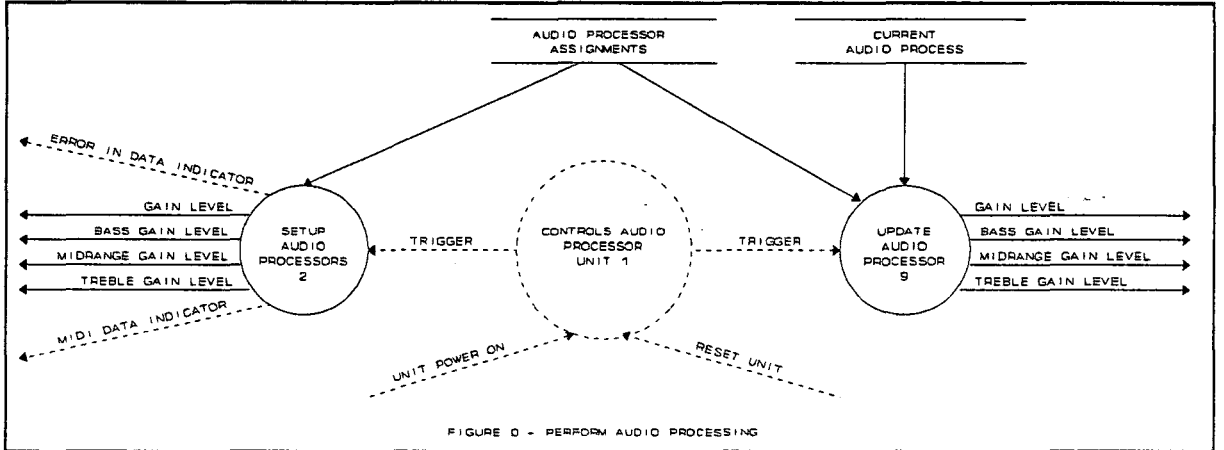 AUDIO PROCESSOR
ASSIGNMENTS
CURRENT
AUDIO PROCESS
ERROR IN DATA INDICATOR
GAIN LEVEL
BASS GAIN LEVEL
MIDRANGE GAIN LEVEL
TREBLE GAIN LEVEL
MIDI DATA INDICATOR
SETUP
AUDIO
PROCESSORS
2
TRIGGER
CONTROLS AUDIO
PROCESSOR
UNIT 1
TRIGGER
UPDATE
AUDIO
PROCESSOR
9
GAIN LEVEL
BASS GAIN LEVEL
MIDRANGE GAIN LEVEL
TREBLE GAIN LEVEL
UNIT POWER ON
RESET UNIT
FIGURE 0 - PERFORM AUDIO PROCESSING